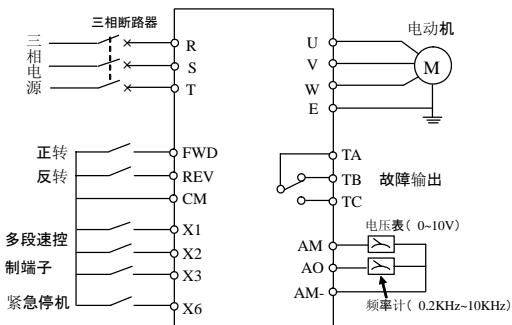 三相断路器
三相电源
R
S
T
正转
FWD
反转
REV
CM
多段速控
制端子
X1
X2
X3
紧急停机
X6
电动机
U
V
W
E
M
TA
TB
TC
故障输出
电压表( 0~10V)
AM
AO
AM-
频率计( 0.2KHz~10KHz)